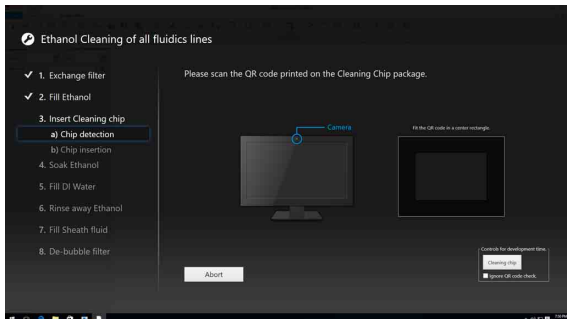 Ethanol Cleaning of all fluidics lines
1. Exchange filter
2. Fill Ethanol
3. Insert Cleaning chip
a) Chip detection
b) Chip insertion
4. Soak Ethanol
5. Fill DI Water
6. Rinse away Ethanol
7. Fill Sheath fluid
8. De-bubble filter
Please scan the QR code printed on the Cleaning Chip package.
Camera
Fit the QR code in a center rectangle.
Abort
Controls for development time.
Cleaning chip
Ignore QR code check.